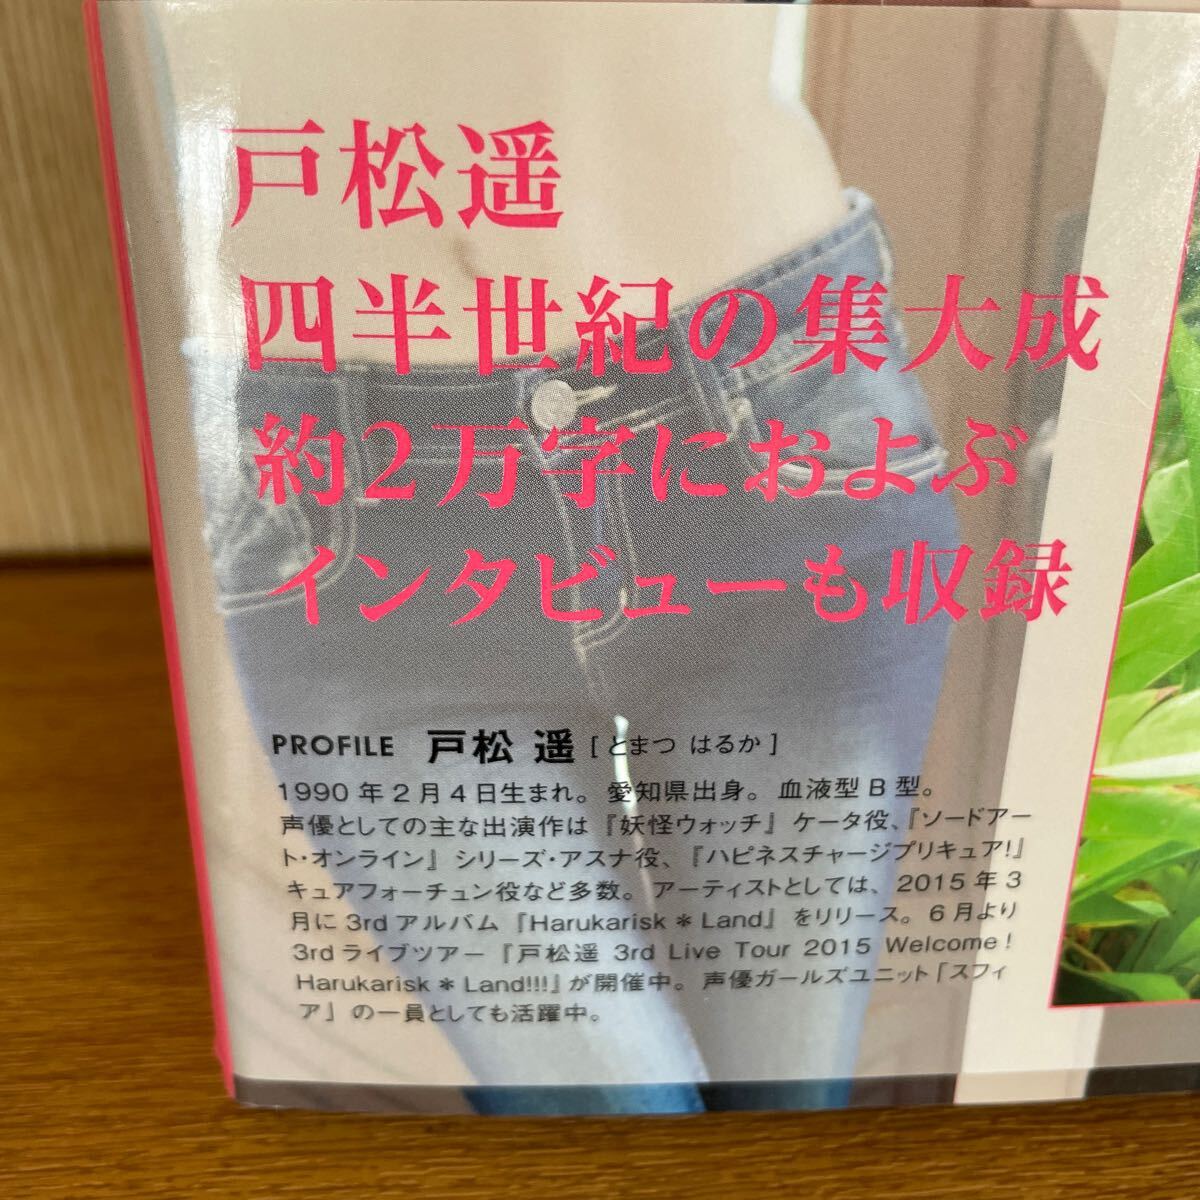 戸松遥
四半世紀の集大成
約2万字におよぶ
インタビューも収録
PROFILE 戸松 遥 [とまつ はるか]
1990年2月4日生まれ。愛知県出身。血液型B型。
声優としての主な出演作は『妖怪ウォッチ』ケータ役、『ソードアー
ト・オンライン』シリーズ・アスナ役、『ハピネスチャージプリキュア!』
キュアフォーチュン役など多数。アーティストとしては、2015年3
月に3rdアルバム『Harukarisk＊Land』をリリース。6月より
3rdライブツアー『戸松遥 3rd Live Tour 2015 Welcome!
Harukarisk＊Land!!!』が開催中。声優ガールズユニット「スフィ
ア」の一員としても活躍中。